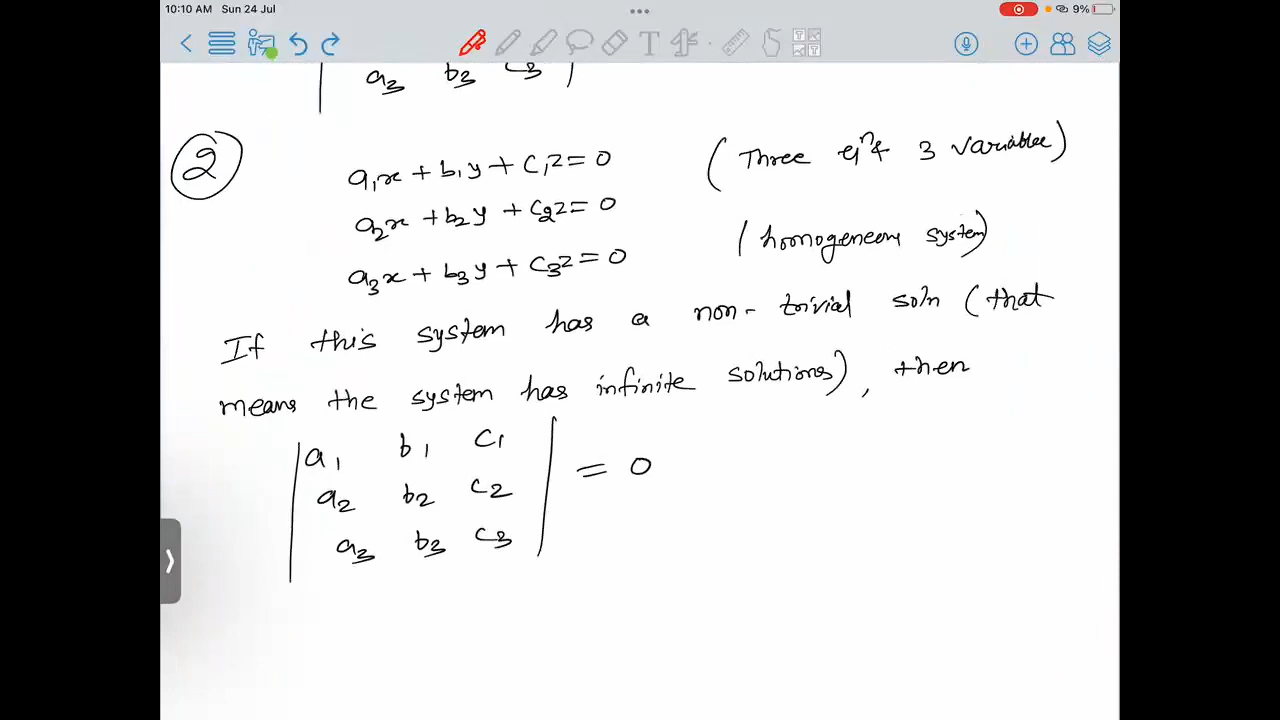 10:10 AM Sun 24 Jul
9%
T
a3 b3 c3
2
a1x + b1y + c1z = 0 (Three eqn & 3 variables)
a2x + b2y + c2z = 0
(homogeneous system)
a3x + b3y + c3z = 0
If this system has a non-trivial soln (that
means the system has infinite solutions), then
a1 b1 c1
a2 b2 c2 = 0
a3 b3 c3